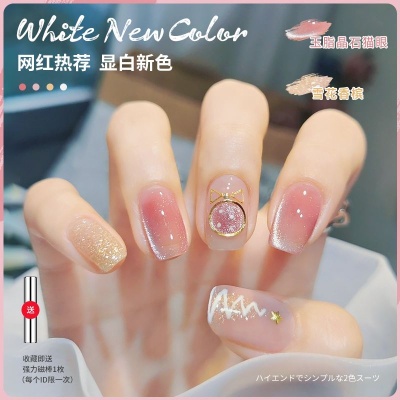 White New Color
网红热荐 显白新色
玉脂晶石猫眼
雪花香槟
送
收藏即送
强力磁棒1枚
(每个ID限一次)
ハイエンドでシンプルな2色スーツ